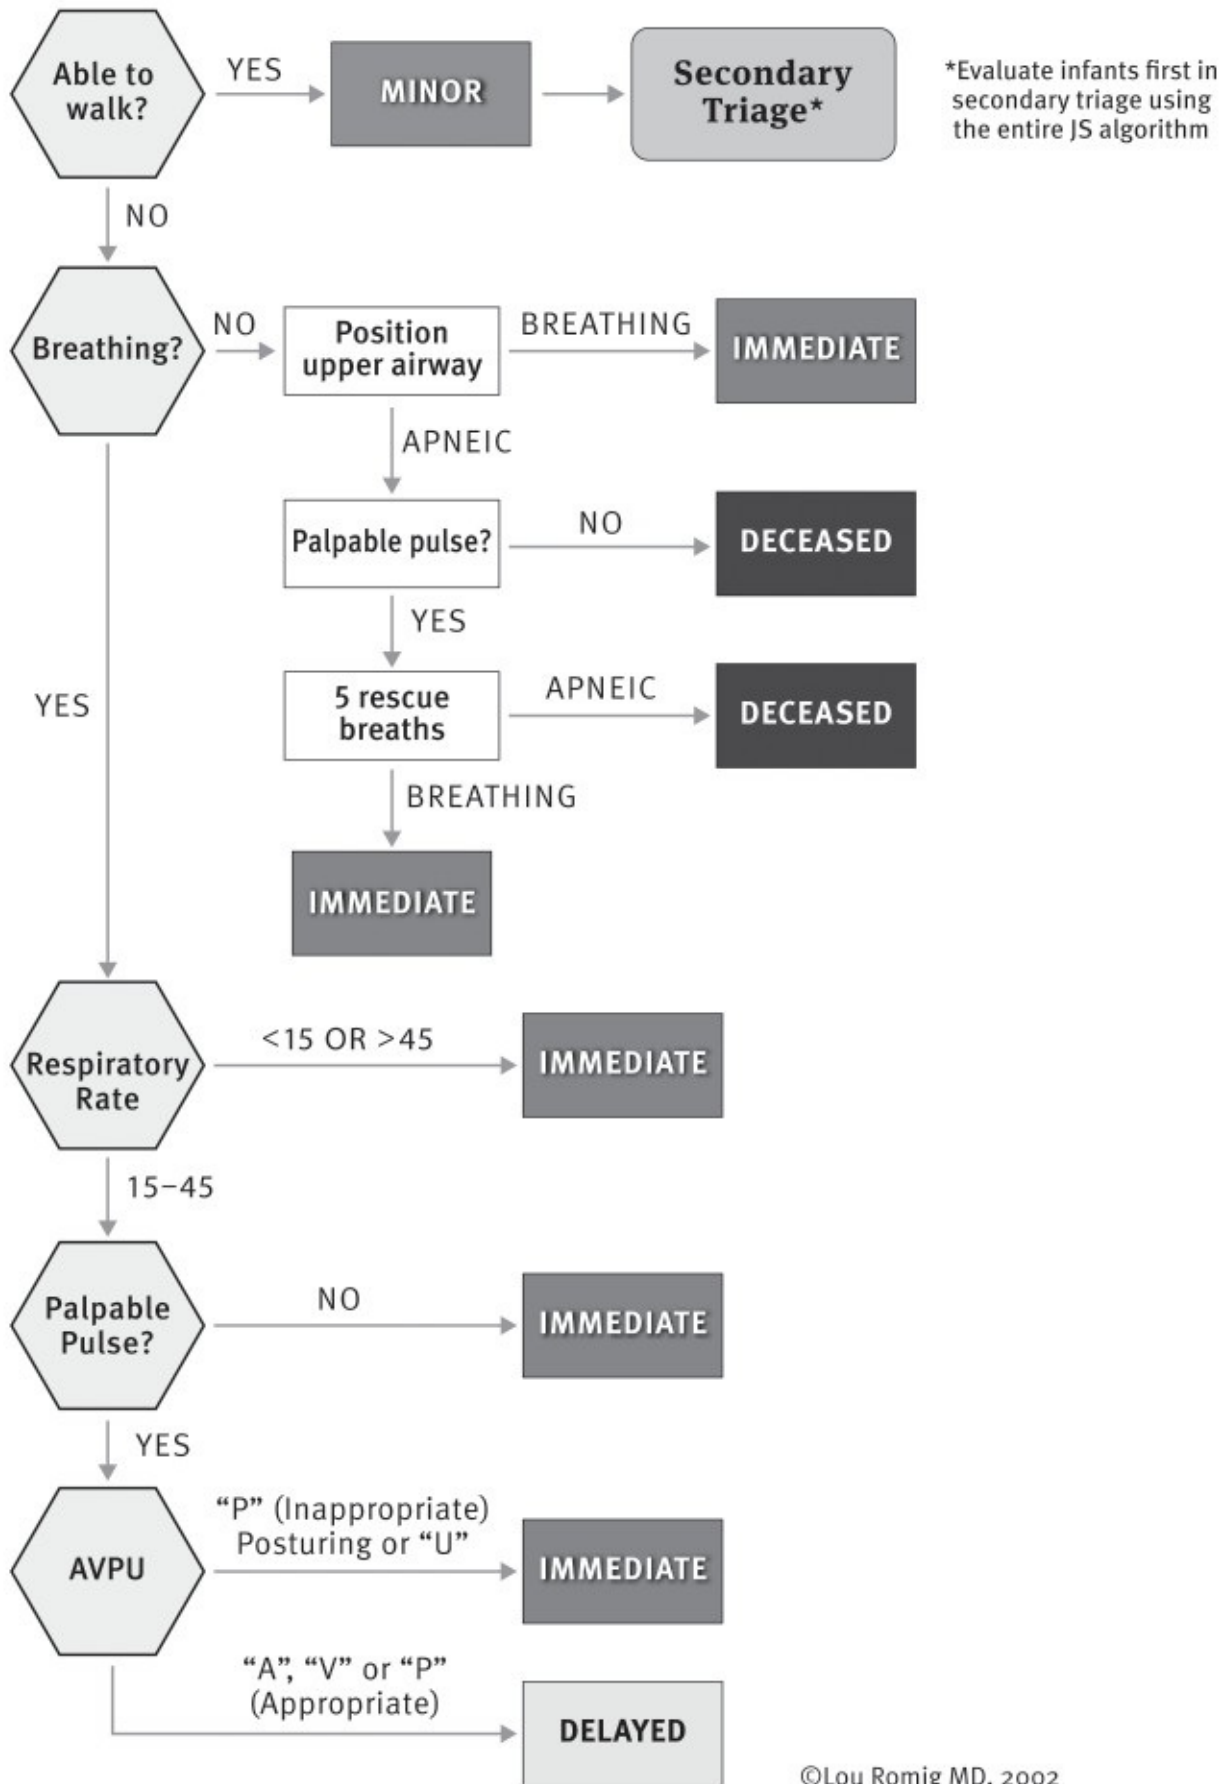 Able to
walk?
YES
MINOR
Secondary
Triage*
*Evaluate infants first in
secondary triage using
the entire JS algorithm
NO
Breathing?
NO
Position
upper airway
BREATHING
IMMEDIATE
APNEIC
Palpable pulse?
NO
DECEASED
YES
5 rescue
breaths
APNEIC
DECEASED
YES
BREATHING
IMMEDIATE
Respiratory
Rate
<15 OR >45
IMMEDIATE
15–45
Palpable
Pulse?
NO
IMMEDIATE
YES
AVPU
“P” (Inappropriate)
Posturing or “U”
IMMEDIATE
“A”, “V” or “P”
(Appropriate)
DELAYED
©Lou Romig MD, 2002